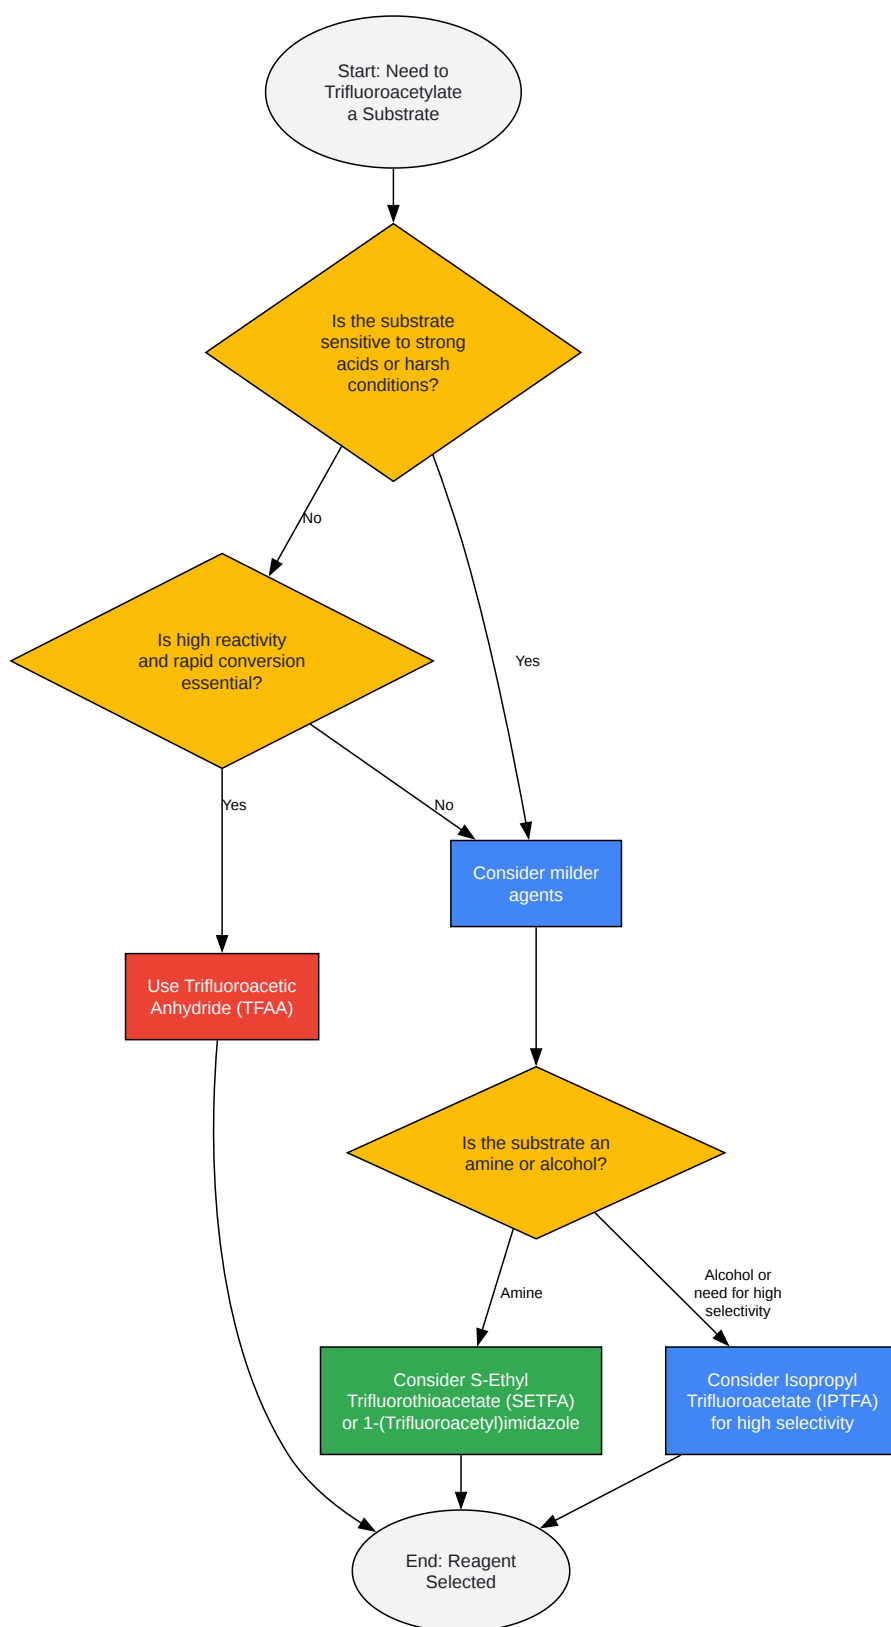 Start: Need to
Trifluoroacetylate
a Substrate
Is the substrate
sensitive to strong
acids or harsh
conditions?
No
Is high reactivity
and rapid conversion
essential?
Yes
Yes
No
Consider milder
agents
Use Trifluoroacetic
Anhydride (TFAA)
Is the substrate an
amine or alcohol?
Amine
Alcohol or
need for high
selectivity
Consider S-Ethyl
Trifluorothioacetate (SETFA)
or 1-(Trifluoroacetyl)imidazole
Consider Isopropyl
Trifluoroacetate (IPTFA)
for high selectivity
End: Reagent
Selected